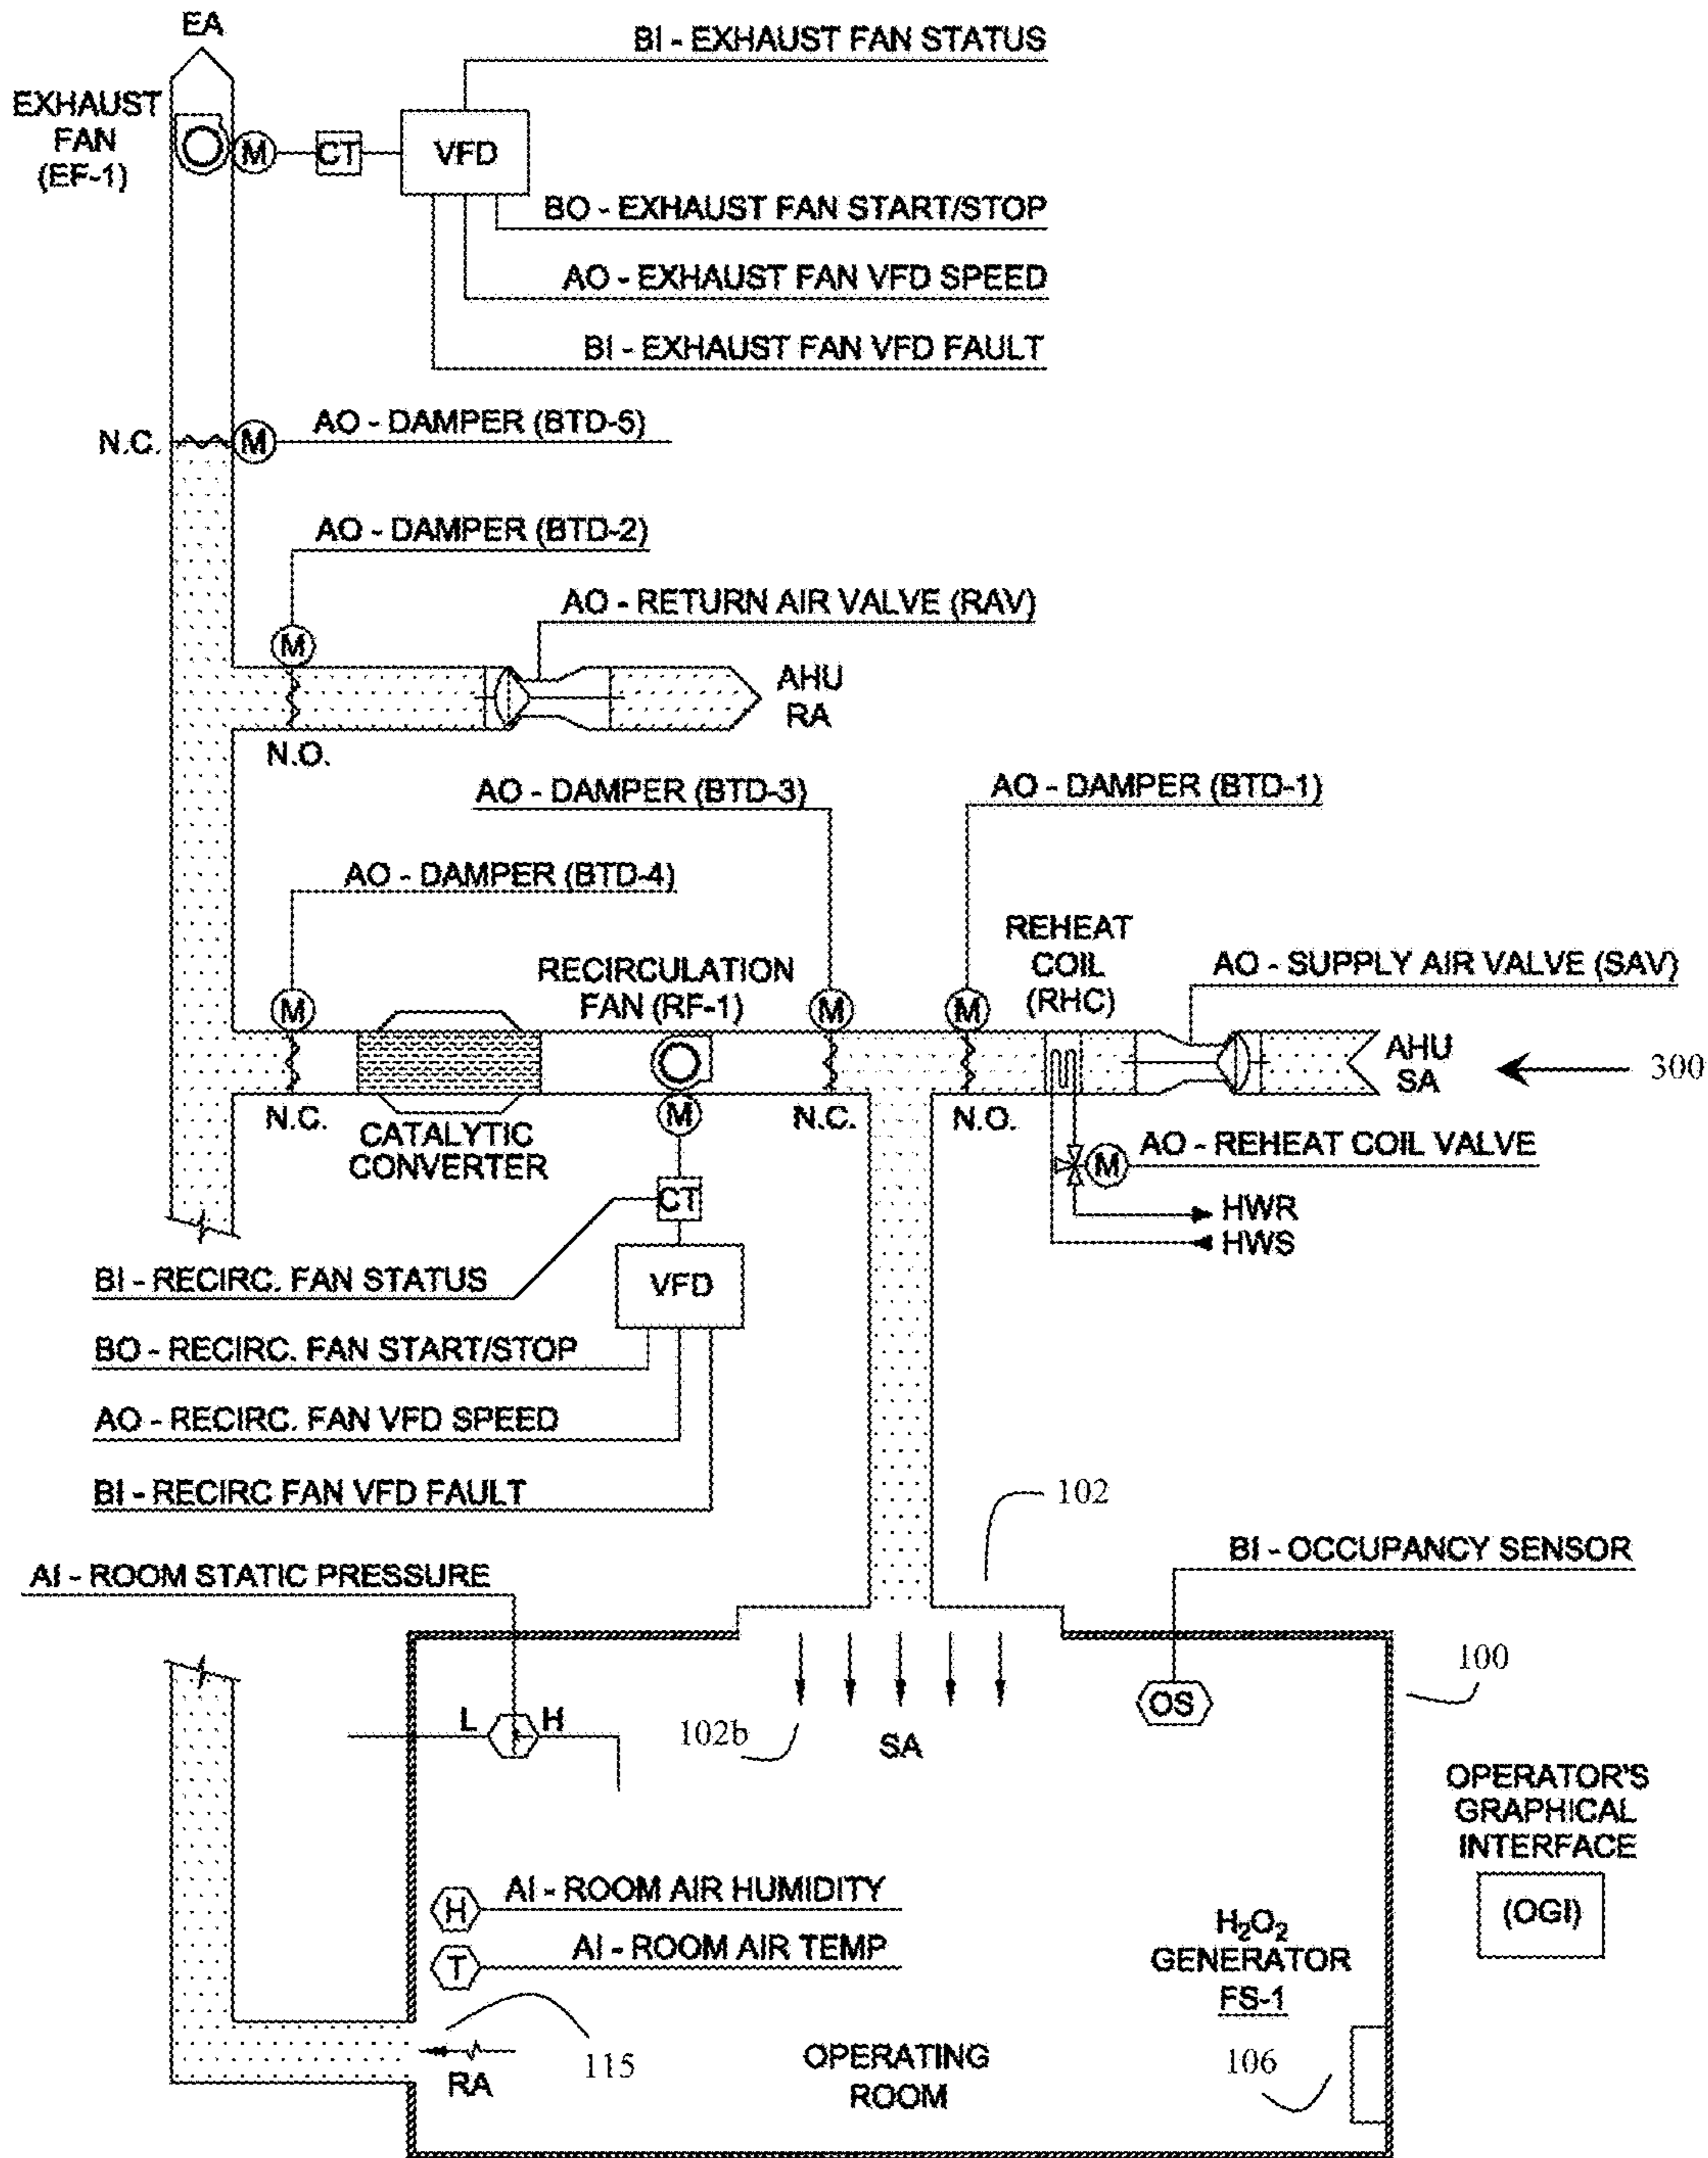 EA
BI - EXHAUST FAN STATUS
EXHAUST
FAN
(EF-1)
M
CT
VFD
BO - EXHAUST FAN START/STOP
AO - EXHAUST FAN VFD SPEED
BI - EXHAUST FAN VFD FAULT
N.C.
M
AO - DAMPER (BTD-5)
AO - DAMPER (BTD-2)
AO - RETURN AIR VALVE (RAV)
M
AHU
RA
N.O.
AO - DAMPER (BTD-3)
AO - DAMPER (BTD-1)
AO - DAMPER (BTD-4)
REHEAT
COIL
(RHC)
RECIRCULATION
FAN (RF-1)
AO - SUPPLY AIR VALVE (SAV)
M
M
M
AHU
SA
300
N.C.
M
N.C.
N.O.
CATALYTIC
CONVERTER
M
AO - REHEAT COIL VALVE
CT
HWR
HWS
BI - RECIRC. FAN STATUS
VFD
BO - RECIRC. FAN START/STOP
AO - RECIRC. FAN VFD SPEED
BI - RECIRC FAN VFD FAULT
102
BI - OCCUPANCY SENSOR
AI - ROOM STATIC PRESSURE
100
OS
L
H
102b
SA
OPERATOR'S
GRAPHICAL
INTERFACE
(OGI)
H
AI - ROOM AIR HUMIDITY
T
AI - ROOM AIR TEMP
H₂O₂
GENERATOR
FS-1
RA
115
OPERATING
ROOM
106